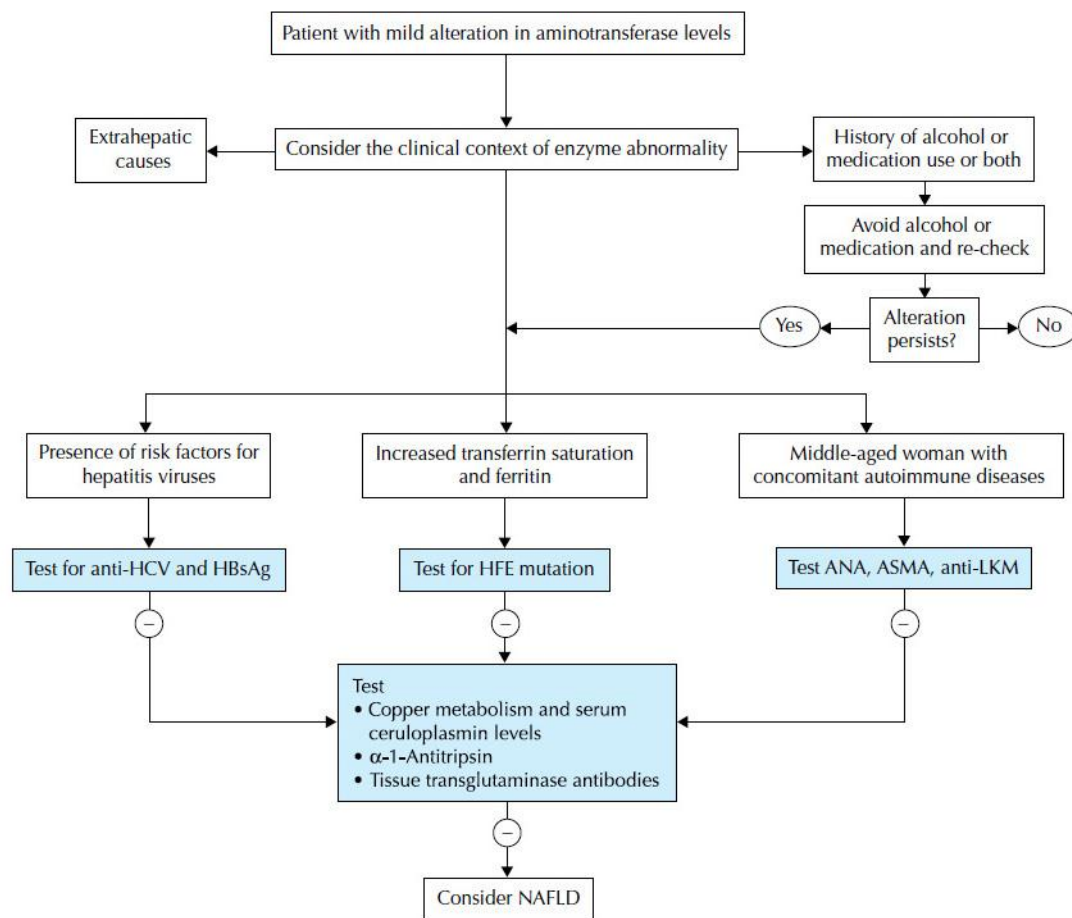 Patient with mild alteration in aminotransferase levels
Extrahepatic
causes
Consider the clinical context of enzyme abnormality
History of alcohol or
medication use or both
Avoid alcohol or
medication and re-check
Yes
Alteration
persists?
No
Presence of risk factors for
hepatitis viruses
Increased transferrin saturation
and ferritin
Middle-aged woman with
concomitant autoimmune diseases
Test for anti-HCV and HBsAg
Test for HFE mutation
Test ANA, ASMA, anti-LKM
−
−
−
Test
• Copper metabolism and serum
ceruloplasmin levels
• α-1-Antitripsin
• Tissue transglutaminase antibodies
−
Consider NAFLD